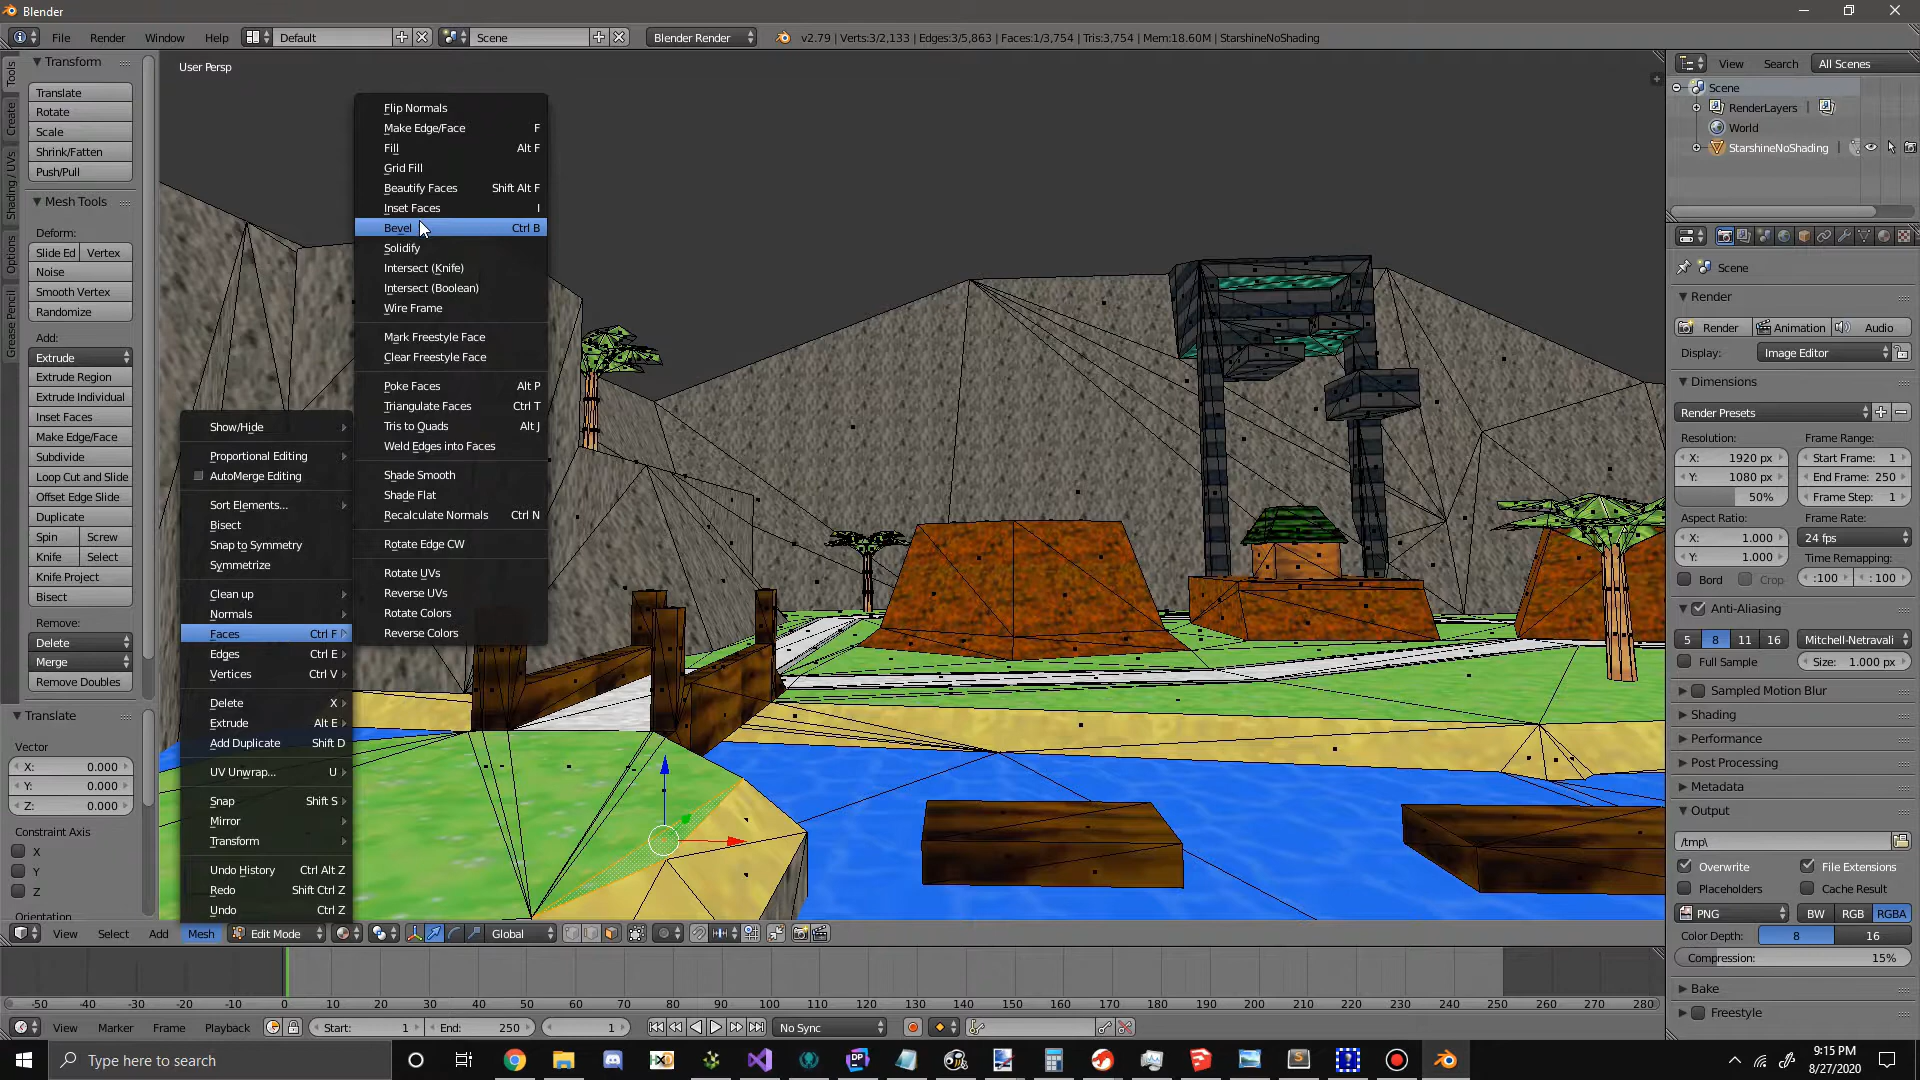 Blender
File Render Window Help Default Scene Blender Render v2.79 | Verts:3/2,133 | Edges:3/5,863 | Faces:1/3,754 | Tris:3,754 | Mem:18.60M | StarshineNoShading
Tools
Create
Shading / UVs
Options
Grease Pencil
Transform
Translate
Rotate
Scale
Shrink/Fatten
Push/Pull
Mesh Tools
Deform:
Slide Ed Vertex
Noise
Smooth Vertex
Randomize
Add:
Extrude
Extrude Region
Extrude Individual
Inset Faces
Make Edge/Face
Subdivide
Loop Cut and Slide
Offset Edge Slide
Duplicate
Spin Screw
Knife Select
Knife Project
Bisect
Remove:
Delete
Merge
Remove Doubles
Translate
Vector
X: 0.000
Y: 0.000
Z: 0.000
Constraint Axis
X
Y
Z
Orientation
User Persp
Flip Normals
Make Edge/Face F
Fill Alt F
Grid Fill
Beautify Faces Shift Alt F
Inset Faces I
Bevel Ctrl B
Solidify
Intersect (Knife)
Intersect (Boolean)
Wire Frame
Mark Freestyle Face
Clear Freestyle Face
Poke Faces Alt P
Triangulate Faces Ctrl T
Tris to Quads Alt J
Weld Edges into Faces
Shade Smooth
Shade Flat
Recalculate Normals Ctrl N
Rotate Edge CW
Rotate UVs
Reverse UVs
Rotate Colors
Reverse Colors
Show/Hide
Proportional Editing
AutoMerge Editing
Sort Elements...
Bisect
Snap to Symmetry
Symmetrize
Clean up
Normals
Faces Ctrl F
Edges Ctrl E
Vertices Ctrl V
Delete X
Extrude Alt E
Add Duplicate Shift D
UV Unwrap... U
Snap Shift S
Mirror
Transform
Undo History Ctrl Alt Z
Redo Shift Ctrl Z
Undo Ctrl Z
View Select Add Mesh Edit Mode Global
View Search All Scenes
Scene
RenderLayers
World
StarshineNoShading
Scene
Render
Render Animation Audio
Display: Image Editor
Dimensions
Render Presets
Resolution: Frame Range:
X: 1920 px Start Frame: 1
Y: 1080 px End Frame: 250
50% Frame Step: 1
Aspect Ratio: Frame Rate:
X: 1.000 24 fps
Y: 1.000 Time Remapping:
Bord Crop :100 : 100
Anti-Aliasing
5 8 11 16 Mitchell-Netravali
Full Sample Size: 1.000 px
Sampled Motion Blur
Shading
Performance
Post Processing
Metadata
Output
/tmp\
Overwrite File Extensions
Placeholders Cache Result
PNG BW RGB RGBA
Color Depth: 8 16
Compression: 15%
Bake
Freestyle
-50 -40 -30 -20 -10 0 10 20 30 40 50 60 70 80 90 100 110 120 130 140 150 160 170 180 190 200 210 220 230 240 250 260 270 280
View Marker Frame Playback Start: 1 End: 250 1 No Sync
Type here to search
9:15 PM
8/27/2020